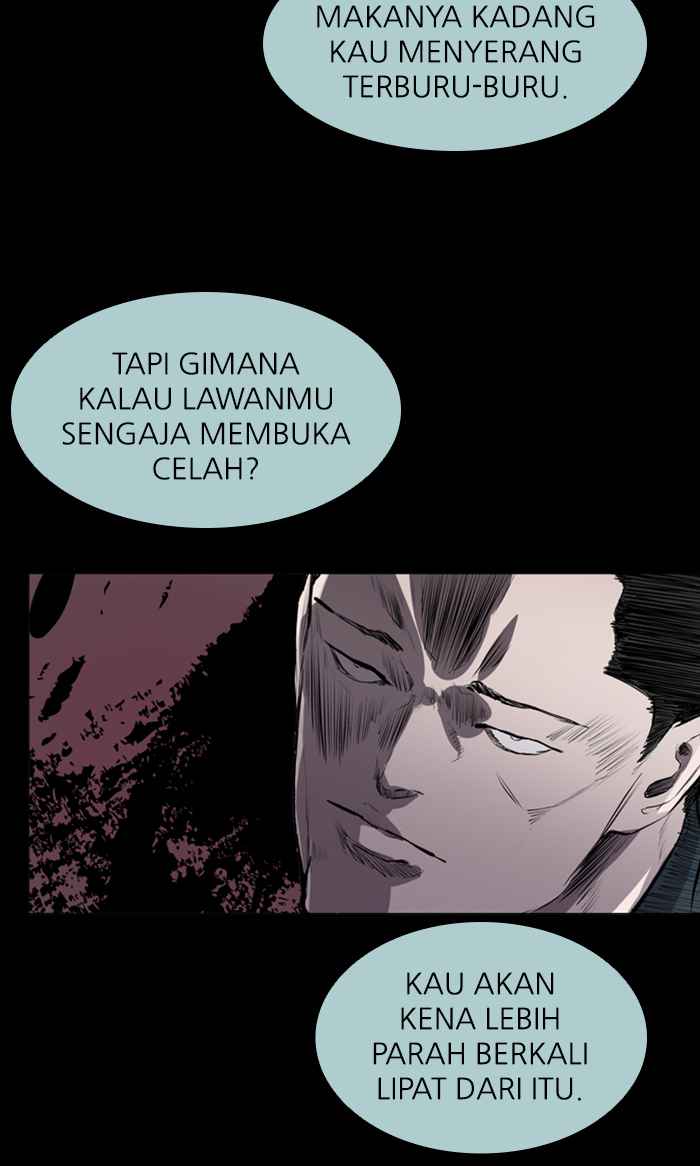 MAKANYA KADANG
KAU MENYERANG
TERBURU-BURU.
TAPI GIMANA
KALAU LAWANMU
SENGAJA MEMBUKA
CELAH?
KAU AKAN
KENA LEBIH
PARAH BERKALI
LIPAT DARI ITU.